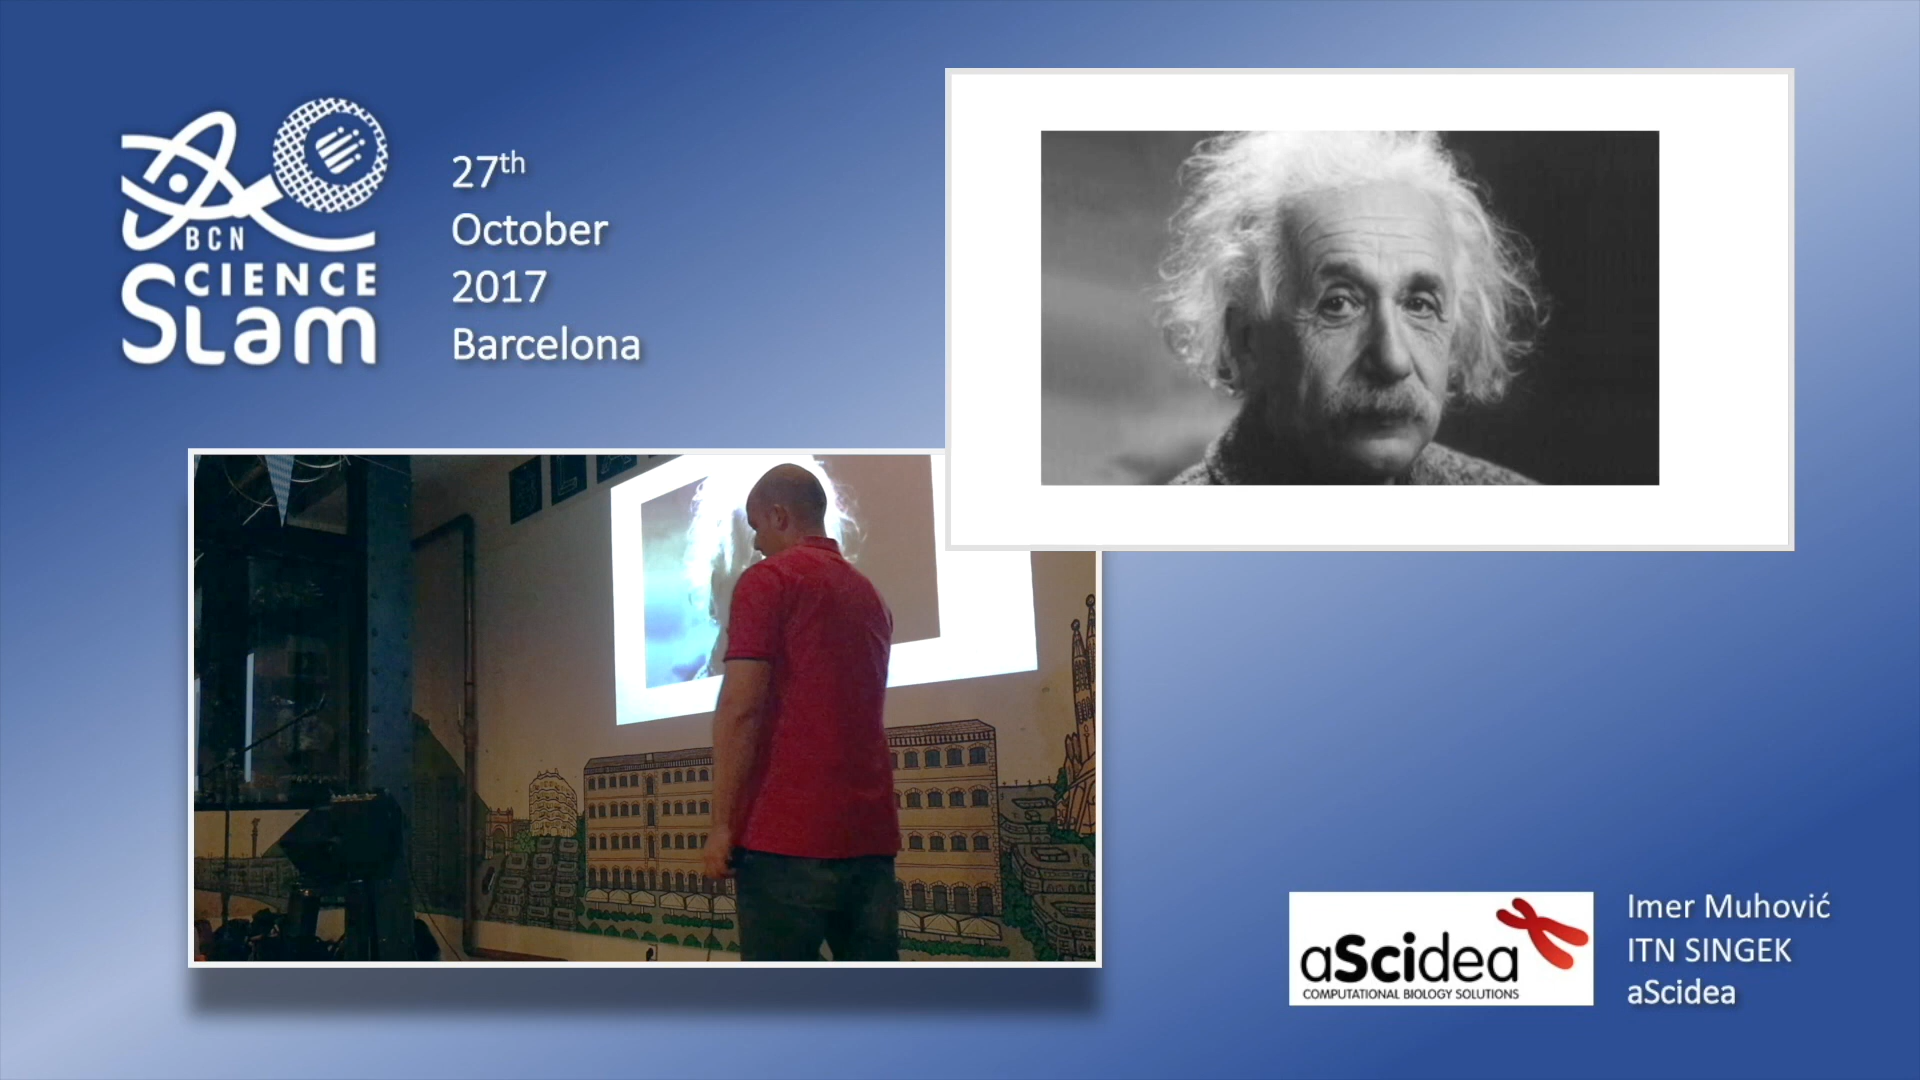 27th
October
2017
Barcelona
BCN
SCIENCE
SLam
aScidea
COMPUTATIONAL BIOLOGY SOLUTIONS
Imer Muhović
ITN SINGEK
aScidea